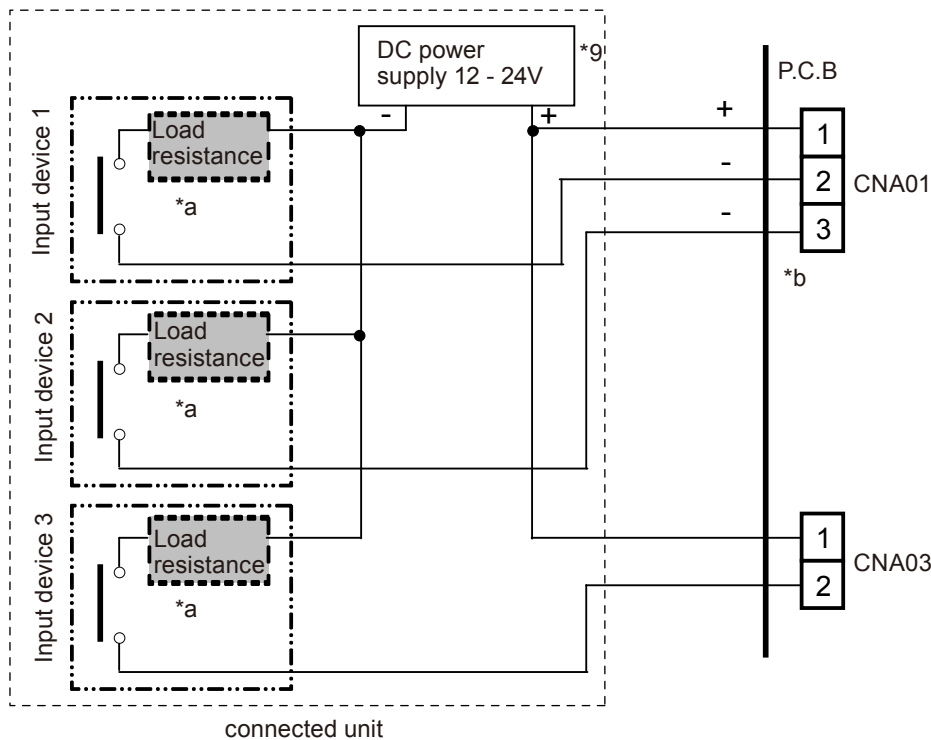 DC power
supply 12 - 24V
*9
P.C.B
-
+
+
Input device 1
Load
resistance
*a
1
-
2
CNA01
-
3
*b
Input device 2
Load
resistance
*a
Input device 3
Load
resistance
*a
1
CNA03
2
connected unit